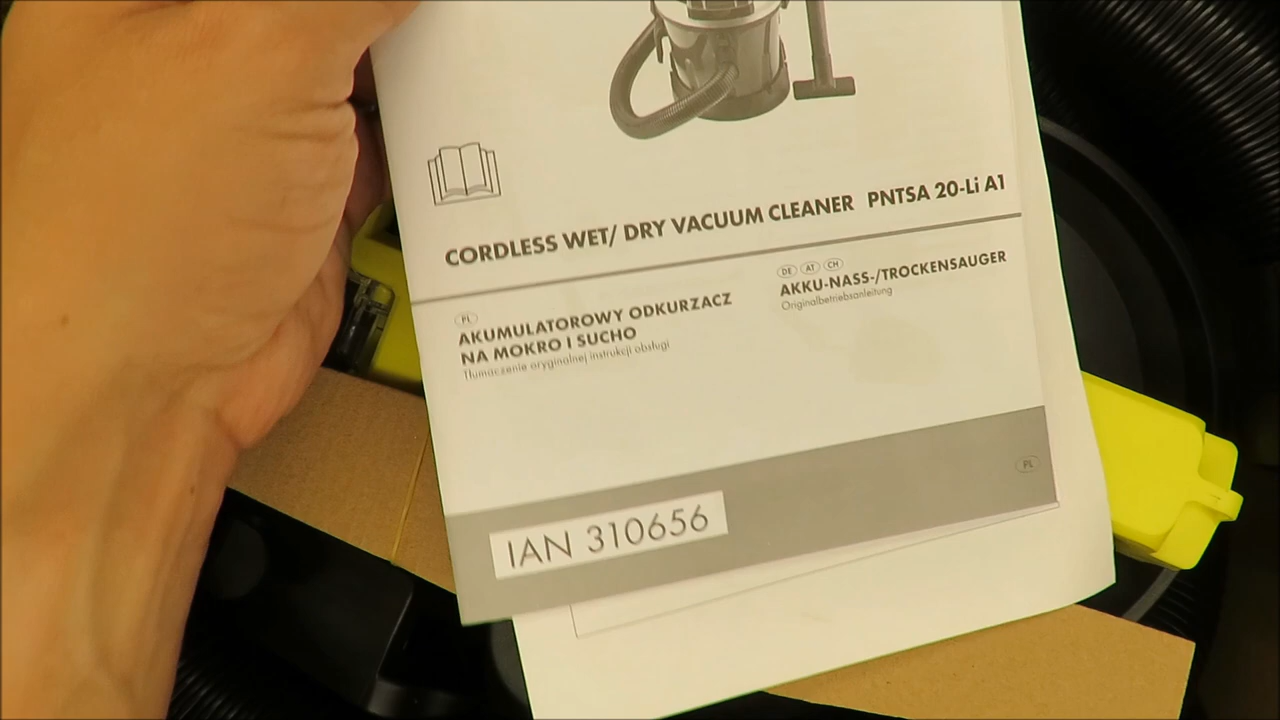 CORDLESS WET/ DRY VACUUM CLEANER PNTSA 20-Li A1
PL
AKUMULATOROWY ODKURZACZ
NA MOKRO I SUCHO
Tłumaczenie oryginalnej instrukcji obsługi
DE AT CH
AKKU-NASS-/TROCKENSAUGER
Originalbetriebsanleitung
PL
IAN 310656